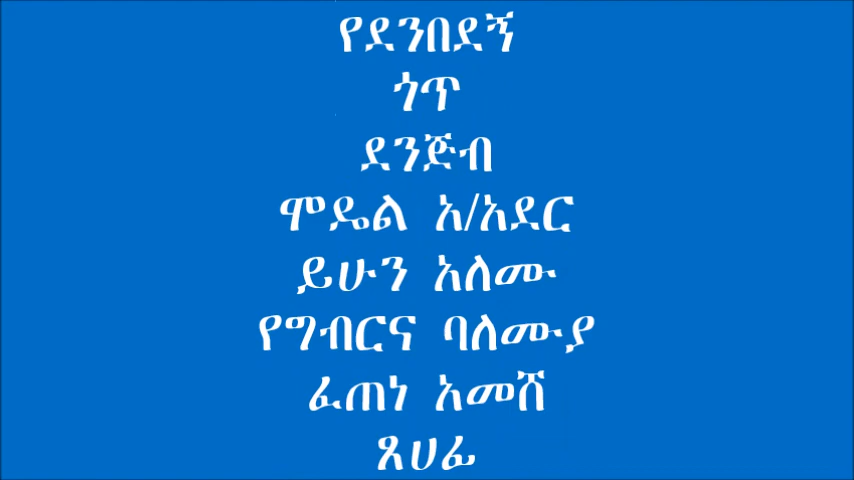 የደንበደኝ
ጎጥ
ደንጅብ
ሞዴል አ/አደር
ይሁን አለሙ
የግብርና ባለሙያ
ፈጠነ አመሸ
ጸሀፊ